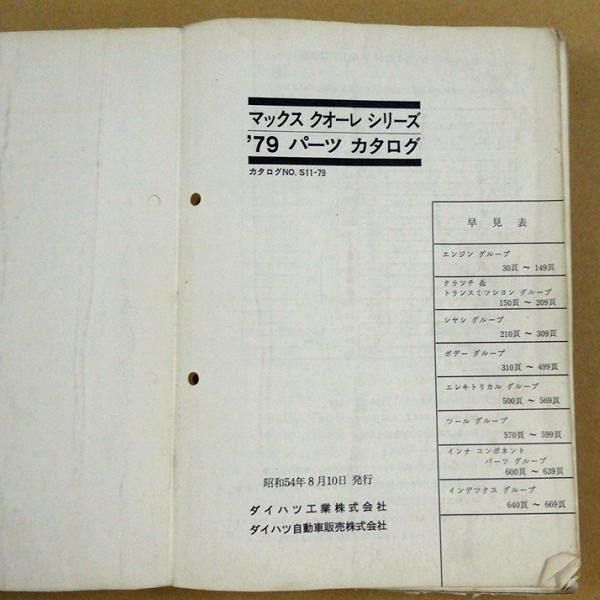 マックス クオーレ シリーズ
'79 パーツ カタログ
カタログNO. S11-79
早見表
エンジン グループ
30頁 〜 149頁
クラツチ &
トランスミツシヨン グループ
150頁 〜 209頁
シヤシ グループ
210頁 〜 309頁
ボデー グループ
310頁 〜 499頁
エレキトリカル グループ
500頁 〜 569頁
ツール グループ
570頁 〜 599頁
インナ コンポネント
パーツ グループ
600頁 〜 639頁
インデツクス グループ
640頁 〜 669頁
昭和54年8月10日 発行
ダイハツ工業株式会社
ダイハツ自動車販売株式会社